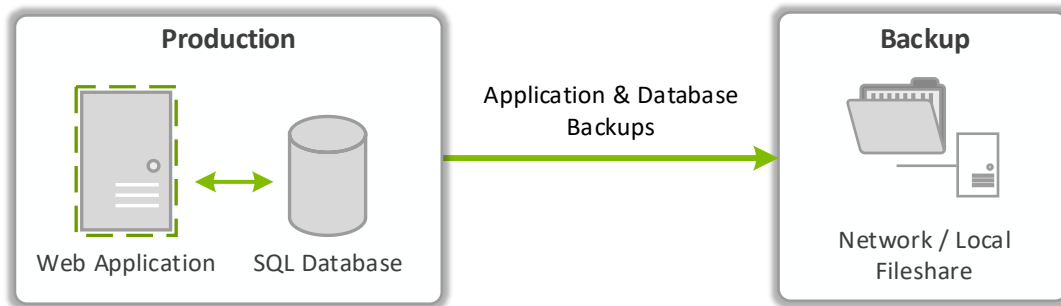 Production
Web Application
SQL Database
Application & Database
Backups
Backup
Network / Local
Fileshare